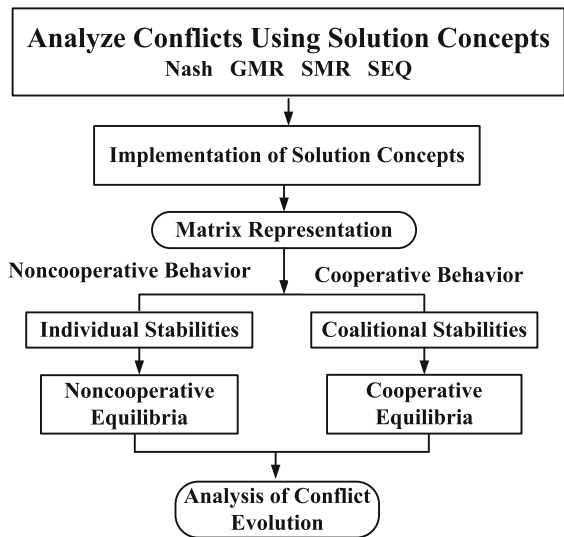 Analyze Conflicts Using Solution Concepts
Nash GMR SMR SEQ
Implementation of Solution Concepts
Matrix Representation
Noncooperative Behavior
Cooperative Behavior
Individual Stabilities
Coalitional Stabilities
Noncooperative
Equilibria
Cooperative
Equilibria
Analysis of Conflict
Evolution